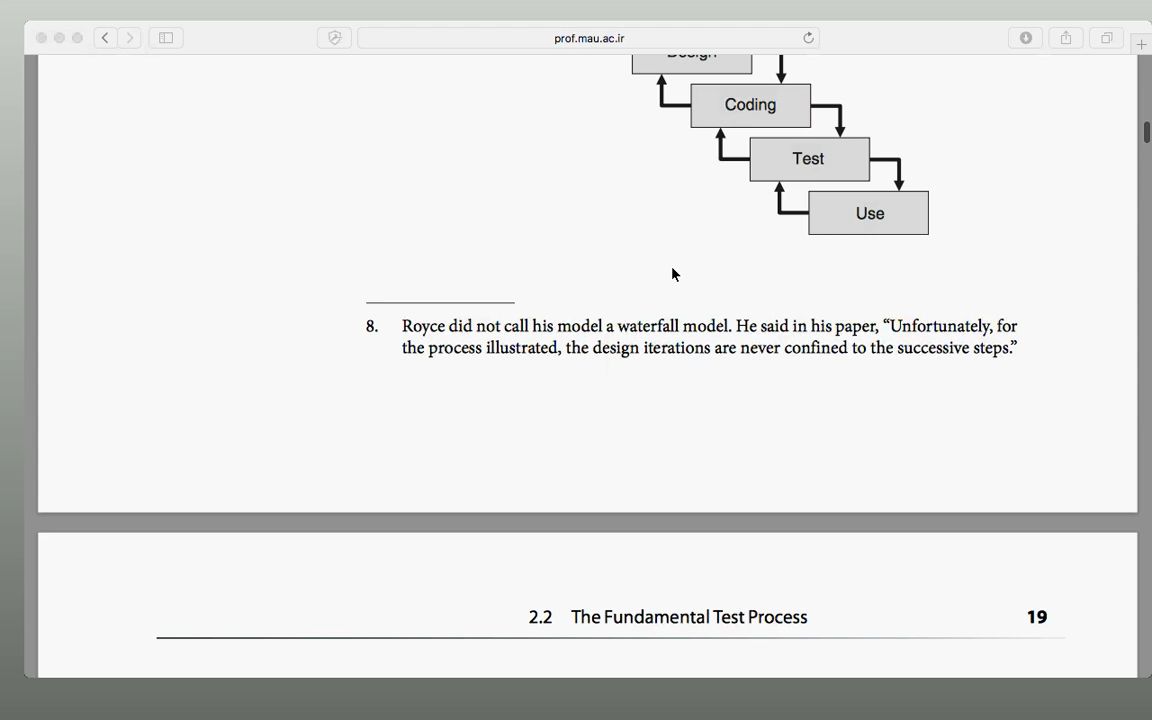 prof.mau.ac.ir
Design
Coding
Test
Use
8. Royce did not call his model a waterfall model. He said in his paper, “Unfortunately, for
the process illustrated, the design iterations are never confined to the successive steps.”
2.2 The Fundamental Test Process 19